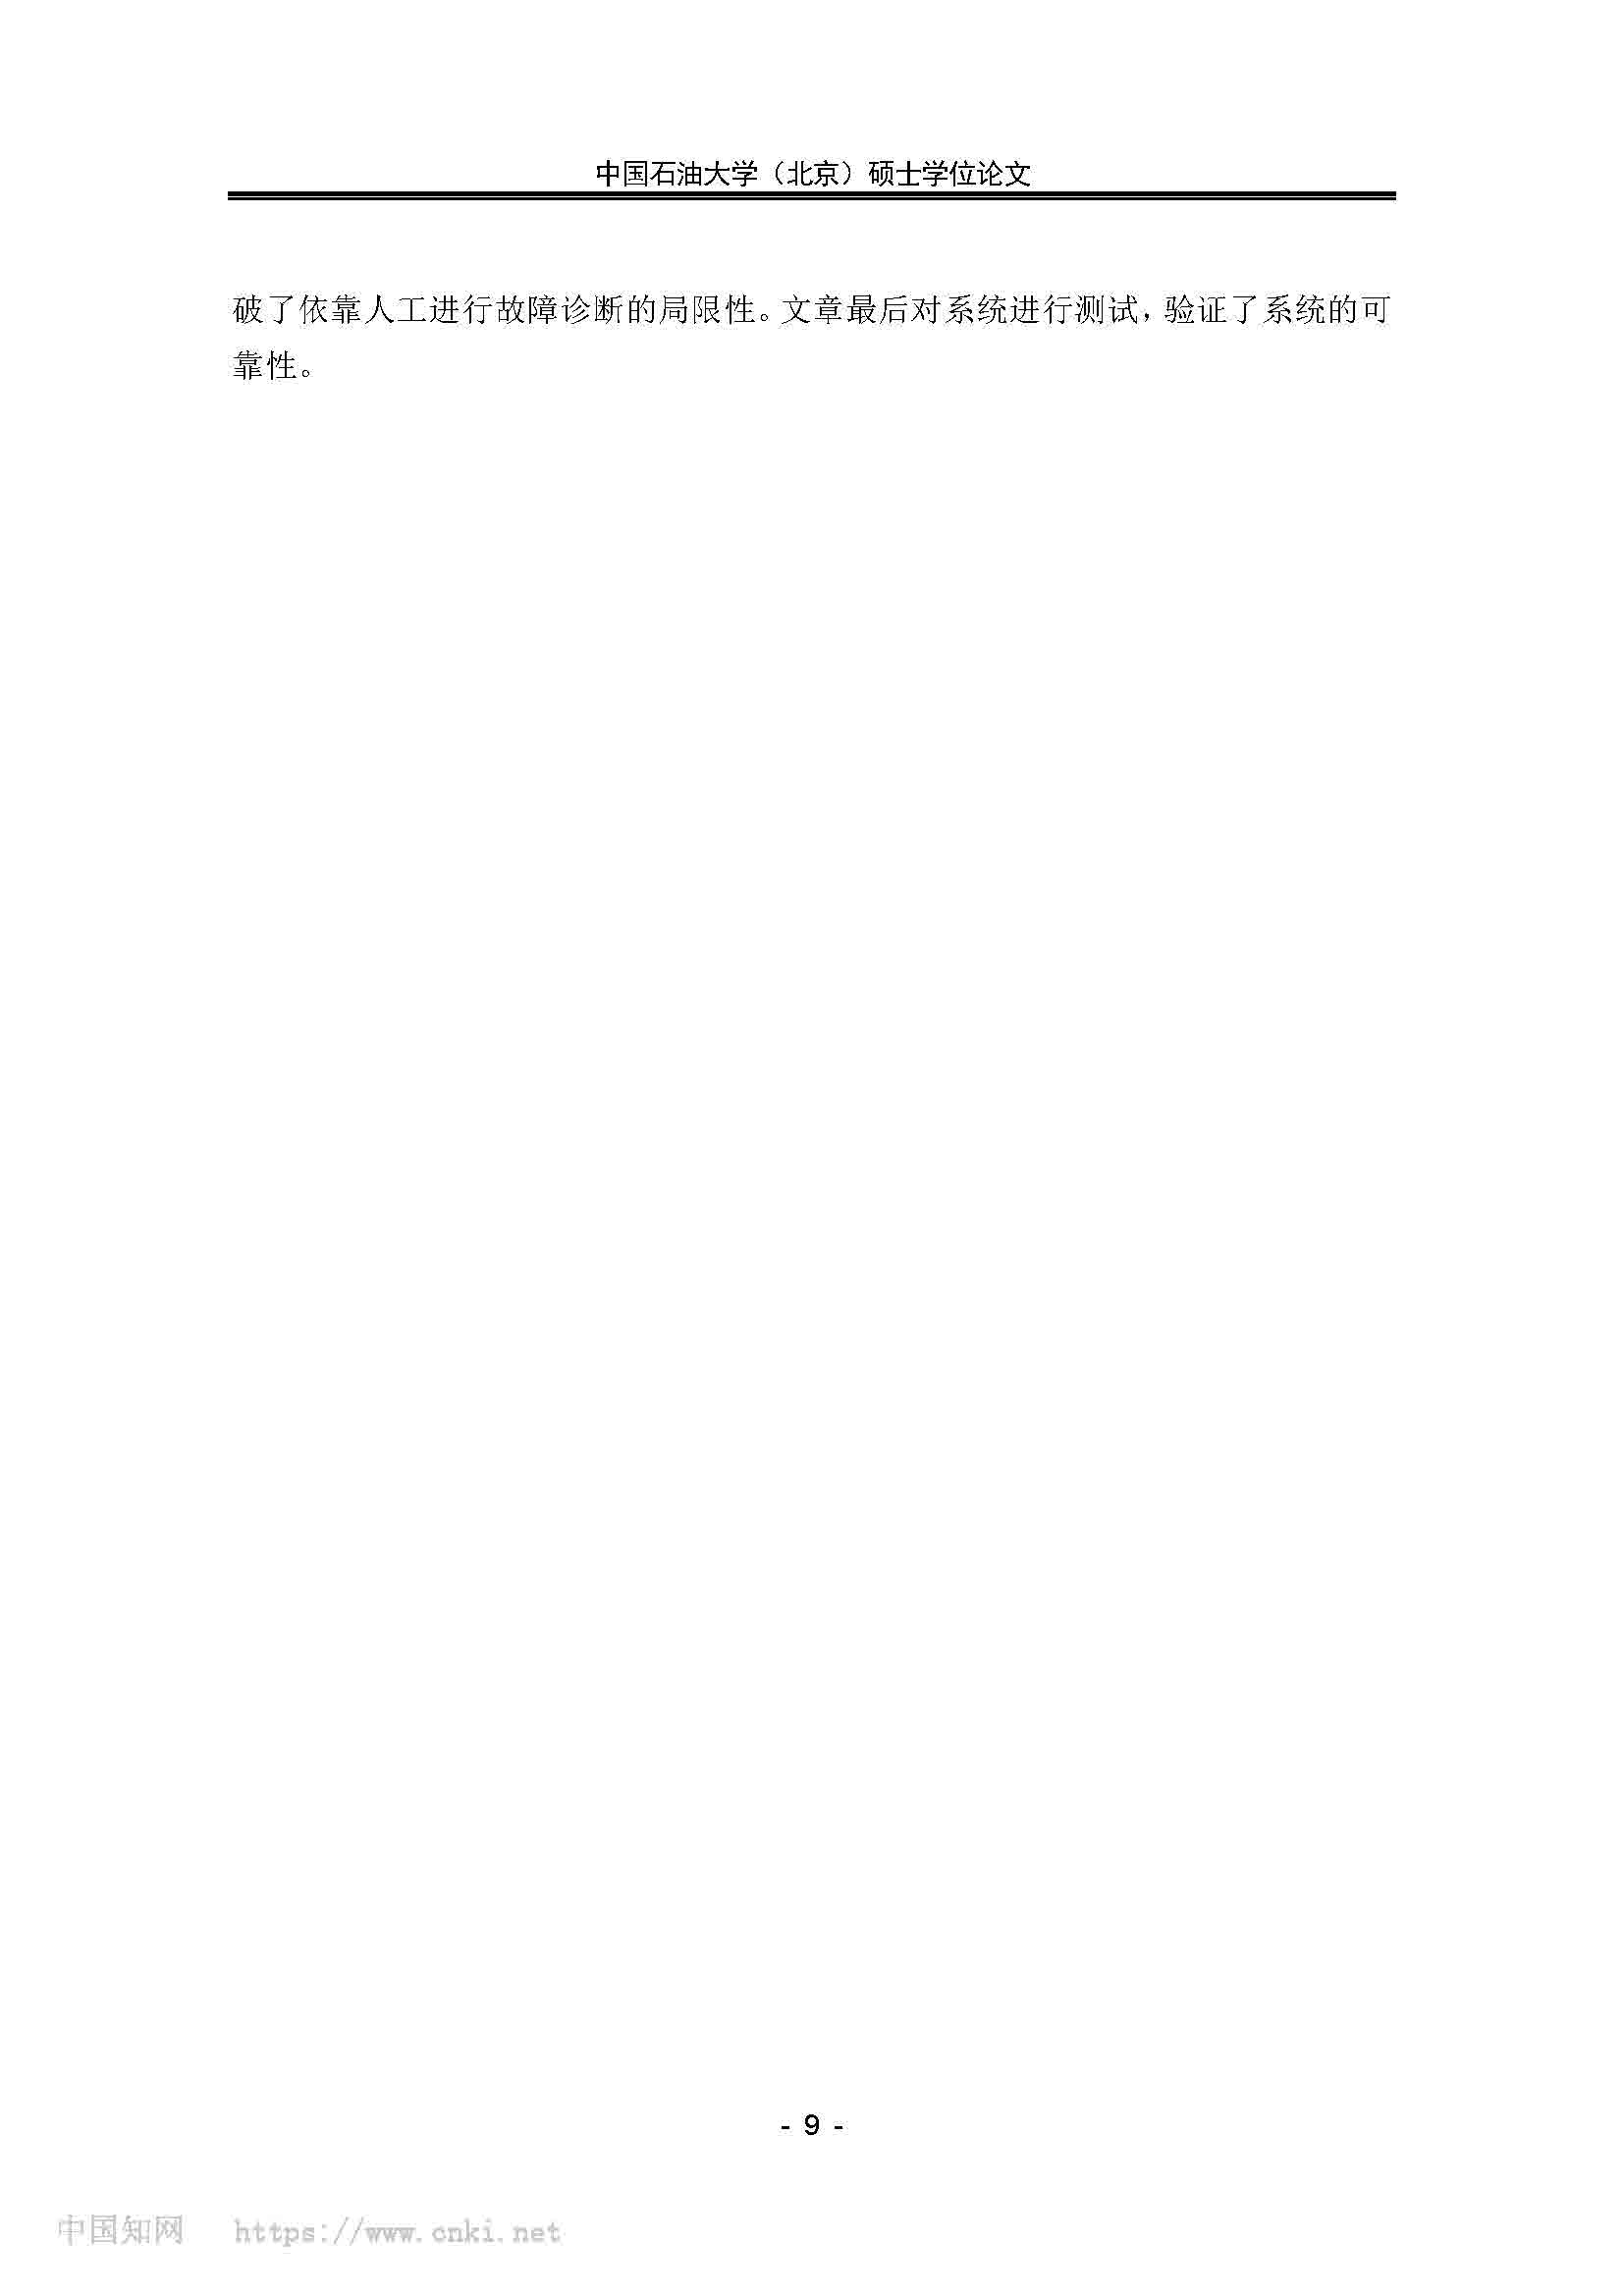 中国石油大学（北京）硕士学位论文
破了依靠人工进行故障诊断的局限性。文章最后对系统进行测试，验证了系统的可
靠性。
- 9 -
中国知网 https://www.cnki.net